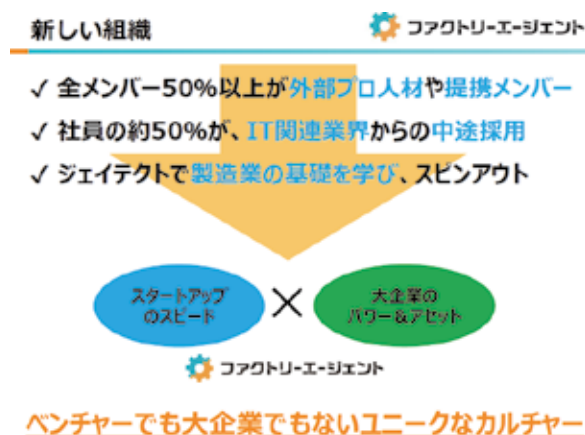 新しい組織
ファクトリーエージェント
✓ 全メンバー50%以上が外部プロ人材や提携メンバー
✓ 社員の約50%が、IT関連業界からの中途採用
✓ ジェイテクトで製造業の基礎を学び、スピンアウト
スタートアップ
のスピード
×
大企業の
パワー&アセット
ファクトリーエージェント
ベンチャーでも大企業でもないユニークなカルチャー